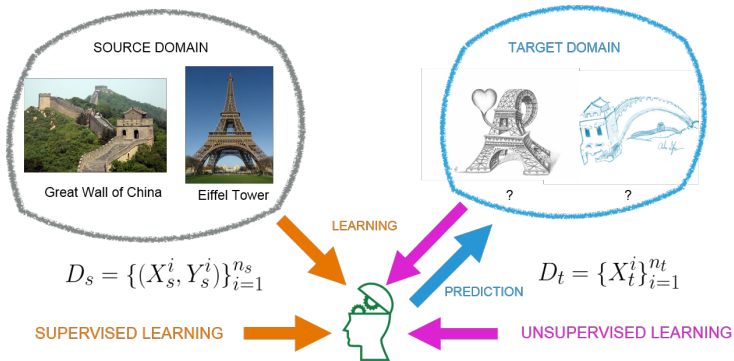 SOURCE DOMAIN
TARGET DOMAIN
Great Wall of China
Eiffel Tower
?
?
LEARNING
D_s = {(X_s^i, Y_s^i)}_{i=1}^{n_s}
D_t = {X_t^i}_{i=1}^{n_t}
PREDICTION
SUPERVISED LEARNING
UNSUPERVISED LEARNING